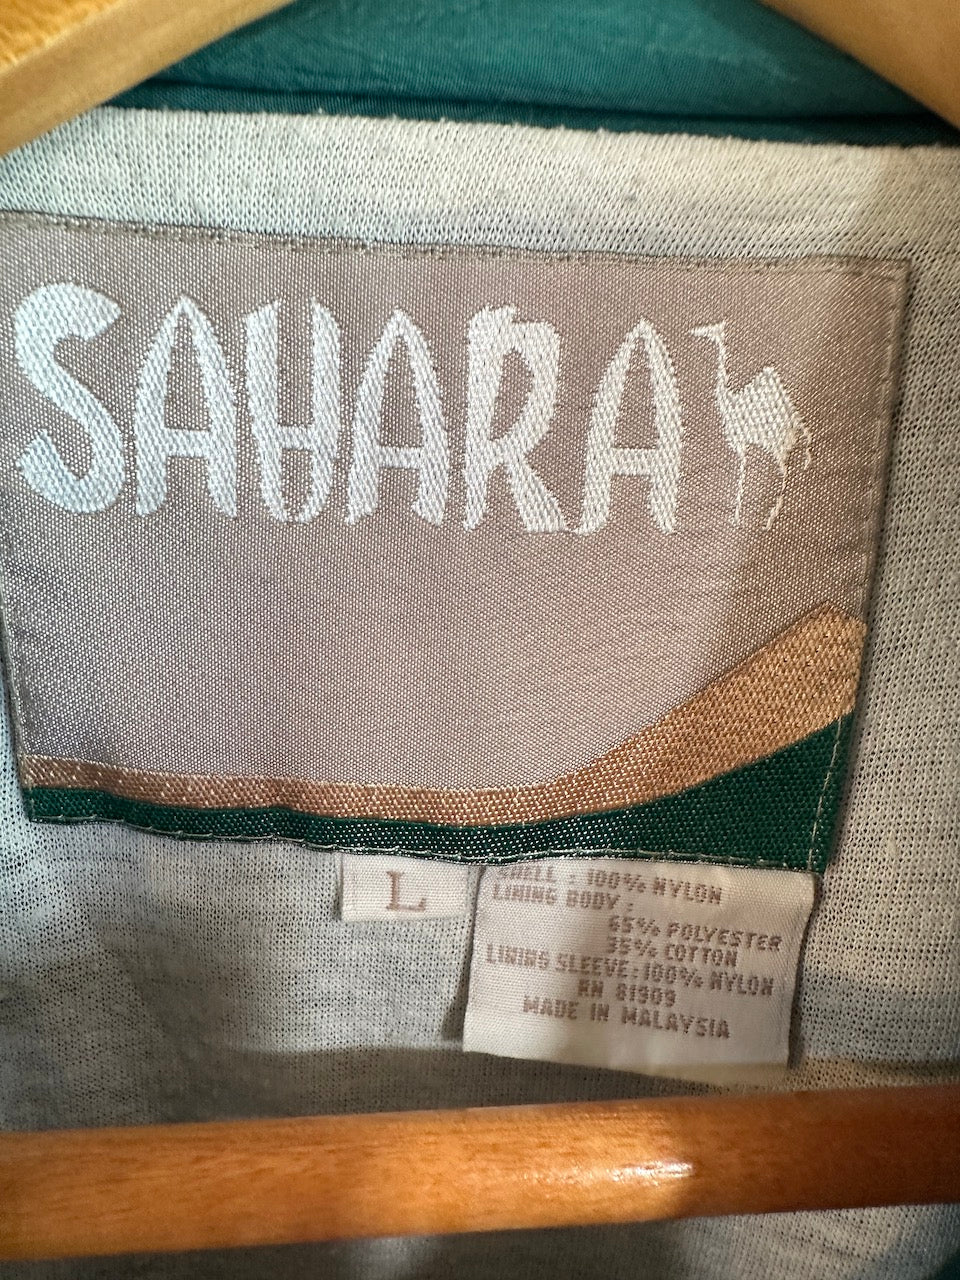 SAHARA
L
SHELL : 100% NYLON
LINING BODY :
65% POLYESTER
35% COTTON
LINING SLEEVE : 100% NYLON
RN 81909
MADE IN MALAYSIA